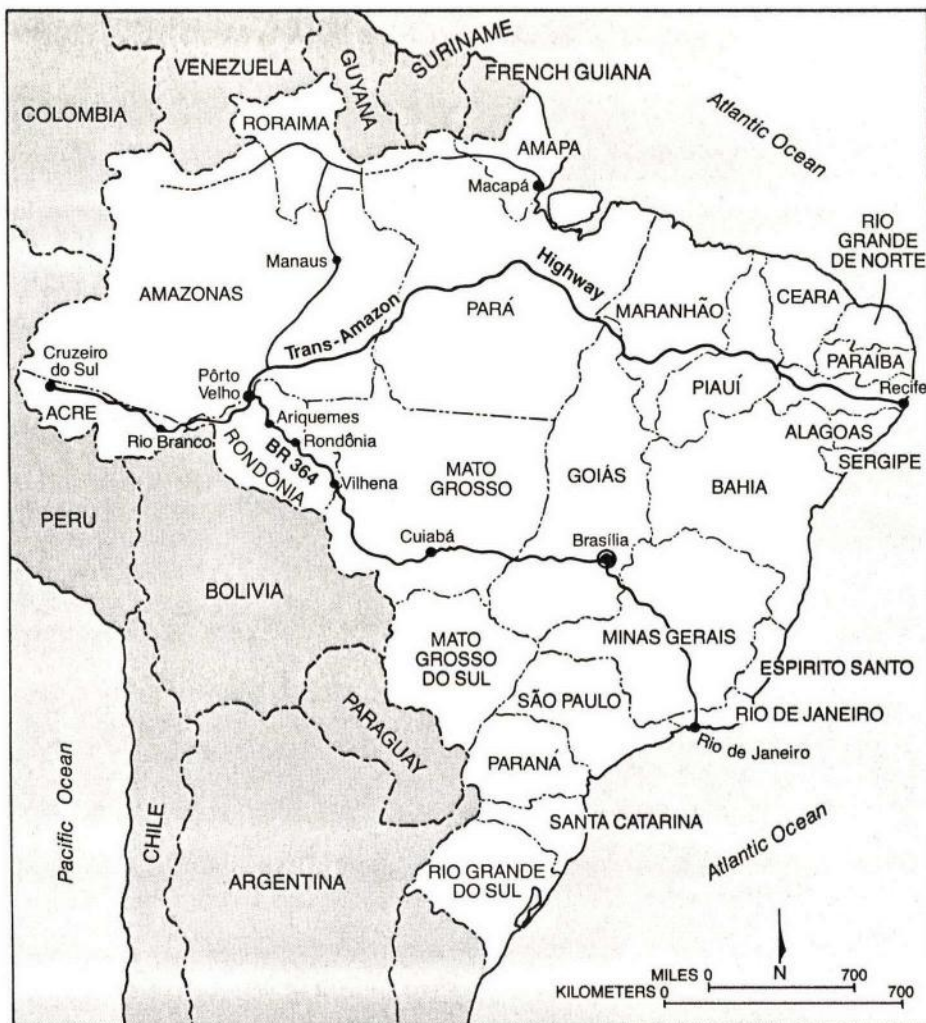 SURINAME
VENEZUELA
GUYANA
FRENCH GUIANA
COLOMBIA
RORAIMA
Atlantic Ocean
AMAPA
Macapá
RIO
GRANDE
DE NORTE
Manaus
Highway
AMAZONAS
Trans-Amazon
PARÁ
MARANHÃO
CEARA
Cruzeiro
do Sul
PARAIBA
Pôrto
Velho
PIAUÍ
Recife
ACRE
Ariquemes
Rio Branco
Rondônia
ALAGOAS
BR 364
RONDÔNIA
MATO
GROSSO
GOIÁS
SERGIPE
Vilhena
BAHIA
PERU
Cuiabá
Brasília
BOLIVIA
MATO
GROSSO
DO SUL
MINAS GERAIS
ESPIRITO SANTO
SÃO PAULO
PARAGUAY
RIO DE JANEIRO
Rio de Janeiro
PARANÁ
Pacific Ocean
CHILE
SANTA CATARINA
Atlantic Ocean
ARGENTINA
RIO GRANDE
DO SUL
N
MILES 0 700
KILOMETERS 0 700